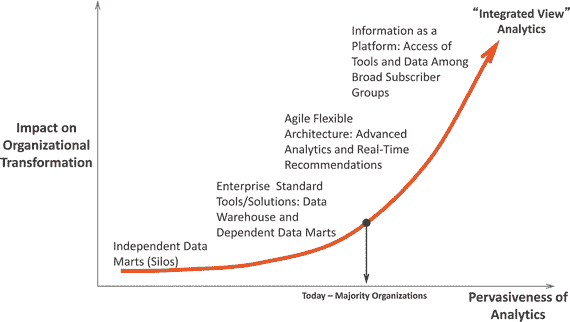 “Integrated View”
Analytics
Information as a
Platform: Access of
Tools and Data Among
Broad Subscriber
Groups
Agile Flexible
Architecture: Advanced
Analytics and Real-Time
Recommendations
Impact on
Organizational
Transformation
Enterprise  Standard
Tools/Solutions: Data
Warehouse and
Dependent Data Marts
Independent Data
Marts (Silos)
Today – Majority Organizations
Pervasiveness of
Analytics